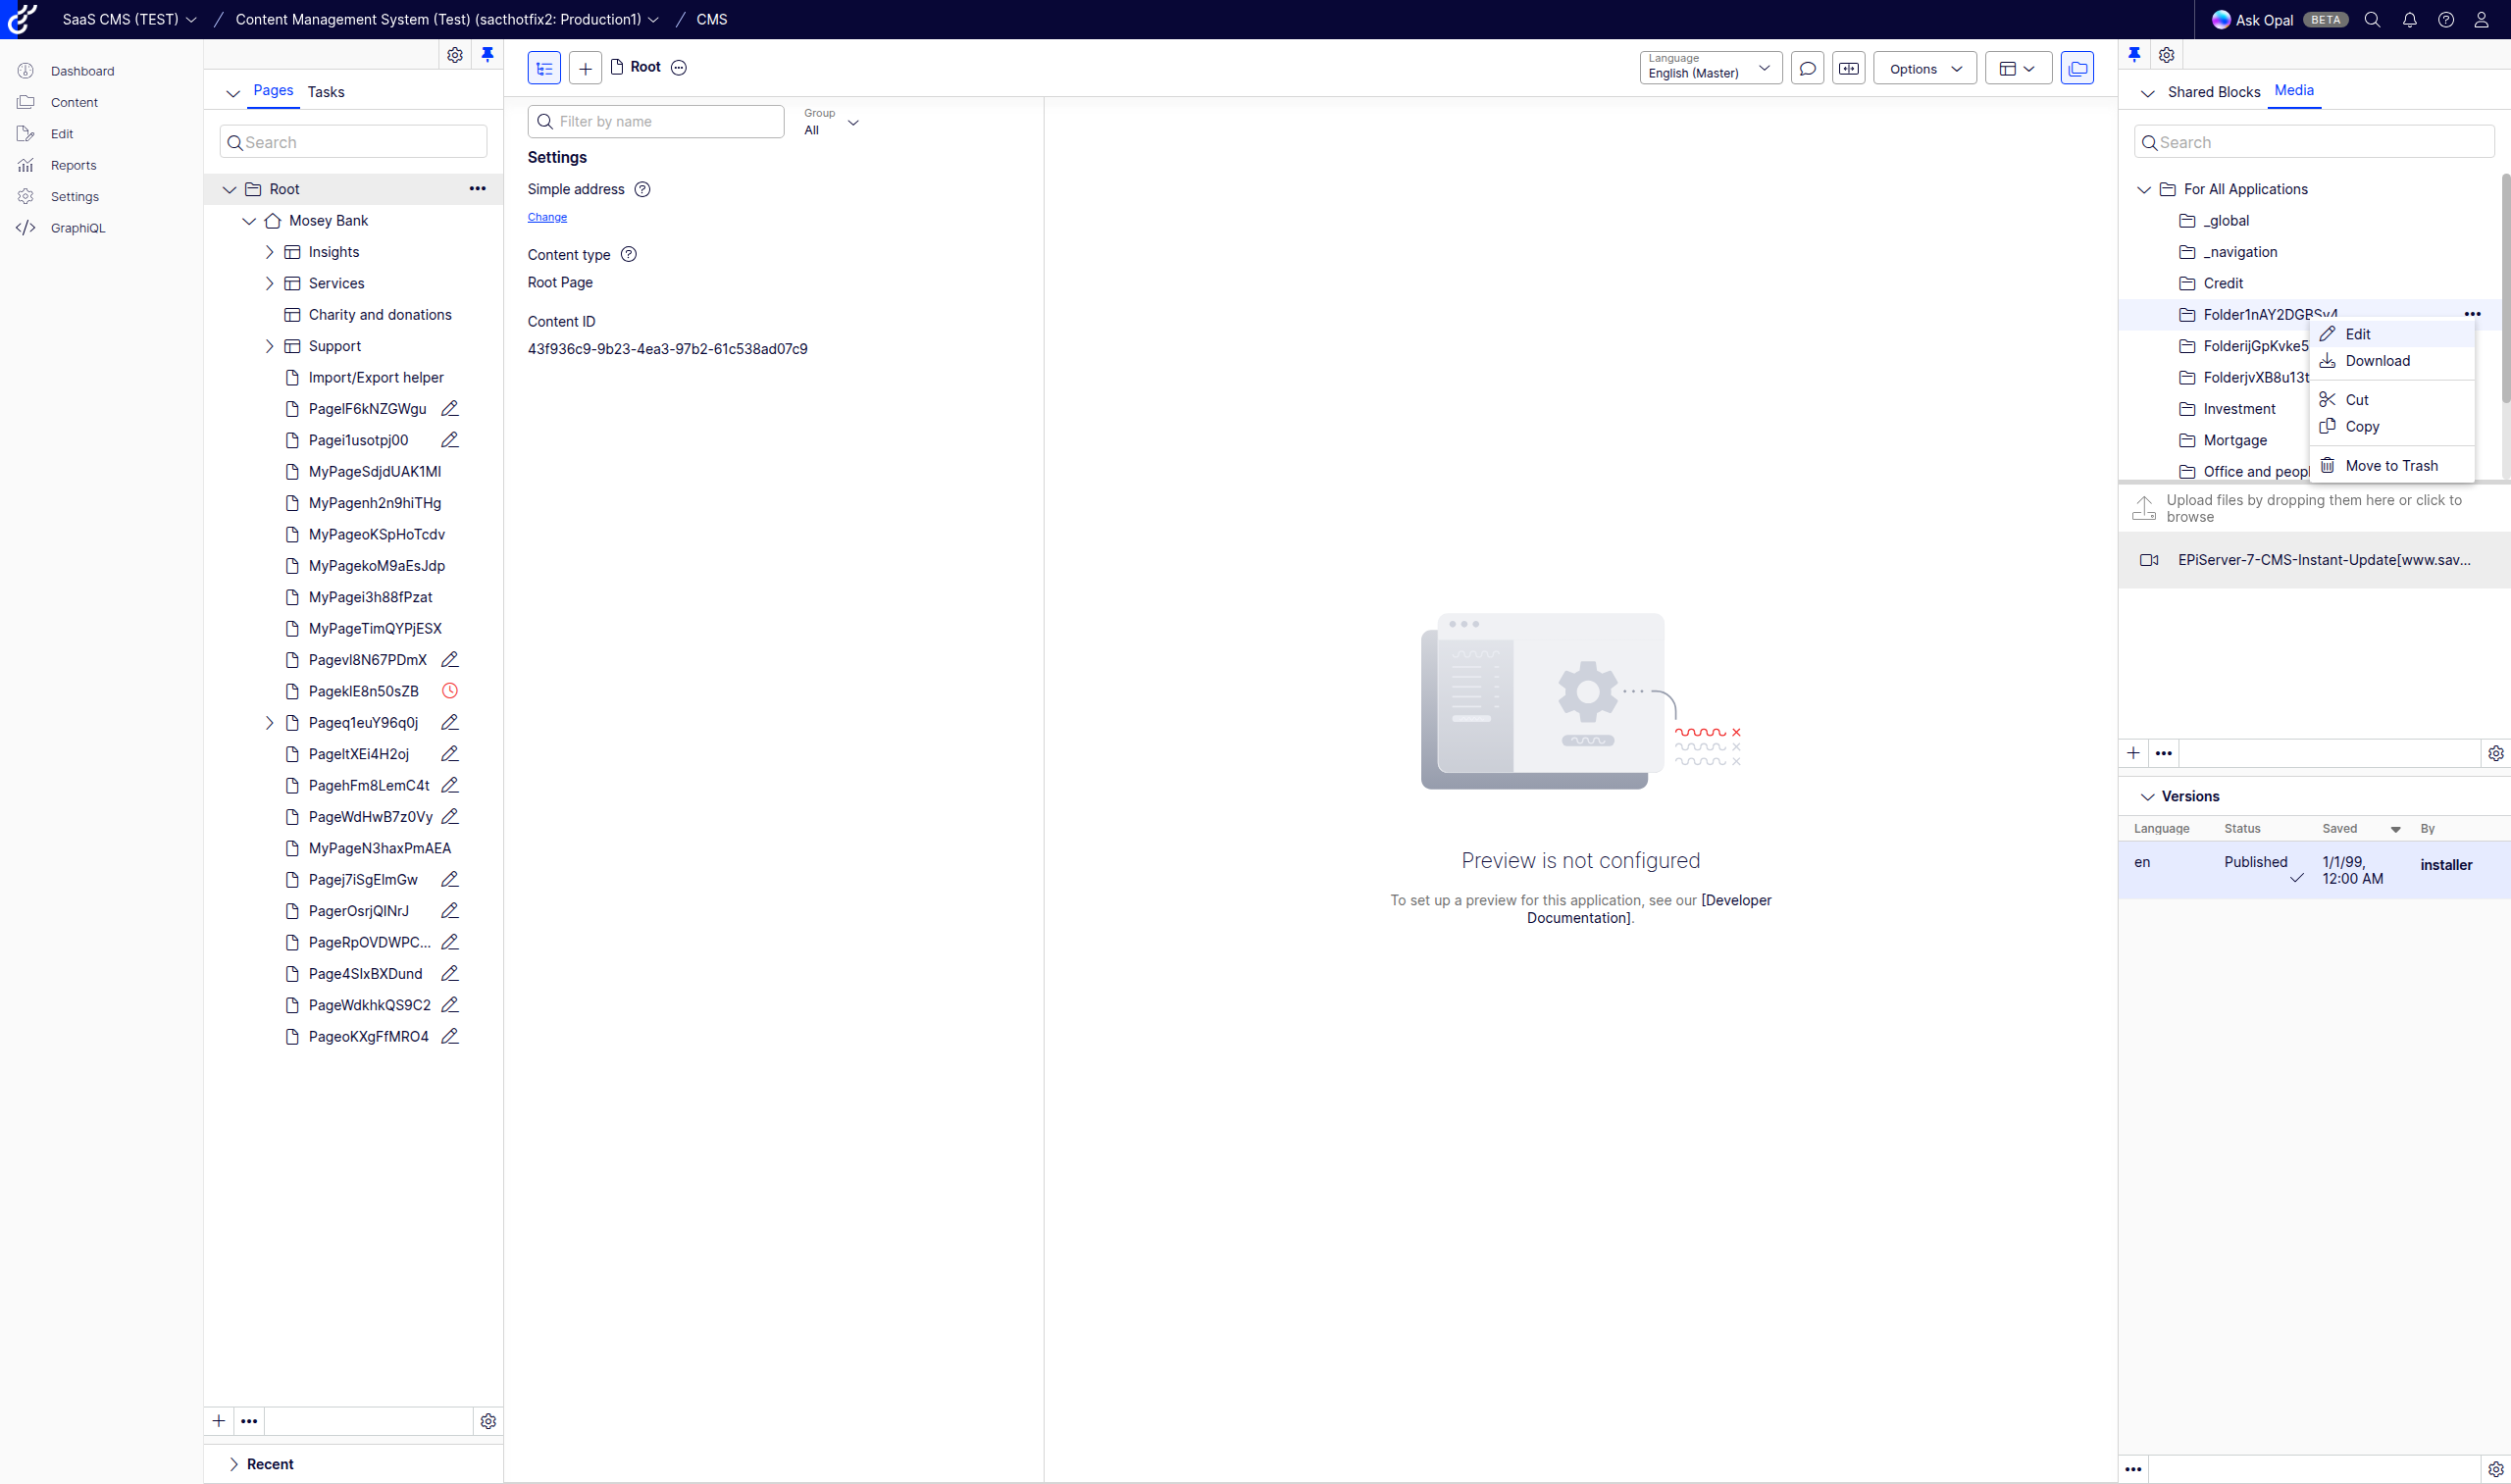 SaaS CMS (TEST)
Content Management System (Test) (sacthotfix2: Production1)
CMS
Ask Opal
BETA
Dashboard
Content
Edit
Reports
Settings
GraphiQL
Pages
Tasks
Search
Root
Mosey Bank
Insights
Services
Charity and donations
Support
Import/Export helper
PageIF6kNZGWgu
Pagei1usotpj00
MyPageSdjdUAK1MI
MyPagenh2n9hiTHg
MyPageoKSpHoTcdv
MyPagekoM9aEsJdp
MyPagei3h88fPzat
MyPageTimQYPjESX
Pagevl8N67PDmX
PageklE8n50sZB
Pageq1euY96q0j
PageItXEi4H2oj
PagehFm8LemC4t
PageWdHwB7z0Vy
MyPageN3haxPmAEA
Pagej7iSgElmGw
PagerOsrjQINrJ
PageRpOVDWPC...
Page4SIxBXDund
PageWdkhkQS9C2
PageoKXgFfMRO4
Recent
Root
Language
English (Master)
Options
Filter by name
Group
All
Settings
Simple address
Change
Content type
Root Page
Content ID
43f936c9-9b23-4ea3-97b2-61c538ad07c9
Preview is not configured
To set up a preview for this application, see our [Developer
Documentation].
Shared Blocks
Media
Search
For All Applications
_global
_navigation
Credit
Folder1nAY2DGBSv4
FolderijGpKvke5
FolderjvXB8u13t
Investment
Mortgage
Office and peopl
Edit
Download
Cut
Copy
Move to Trash
Upload files by dropping them here or click to
browse
EPiServer-7-CMS-Instant-Update[www.sav...
Versions
Language
Status
Saved
By
en
Published
1/1/99,
12:00 AM
installer